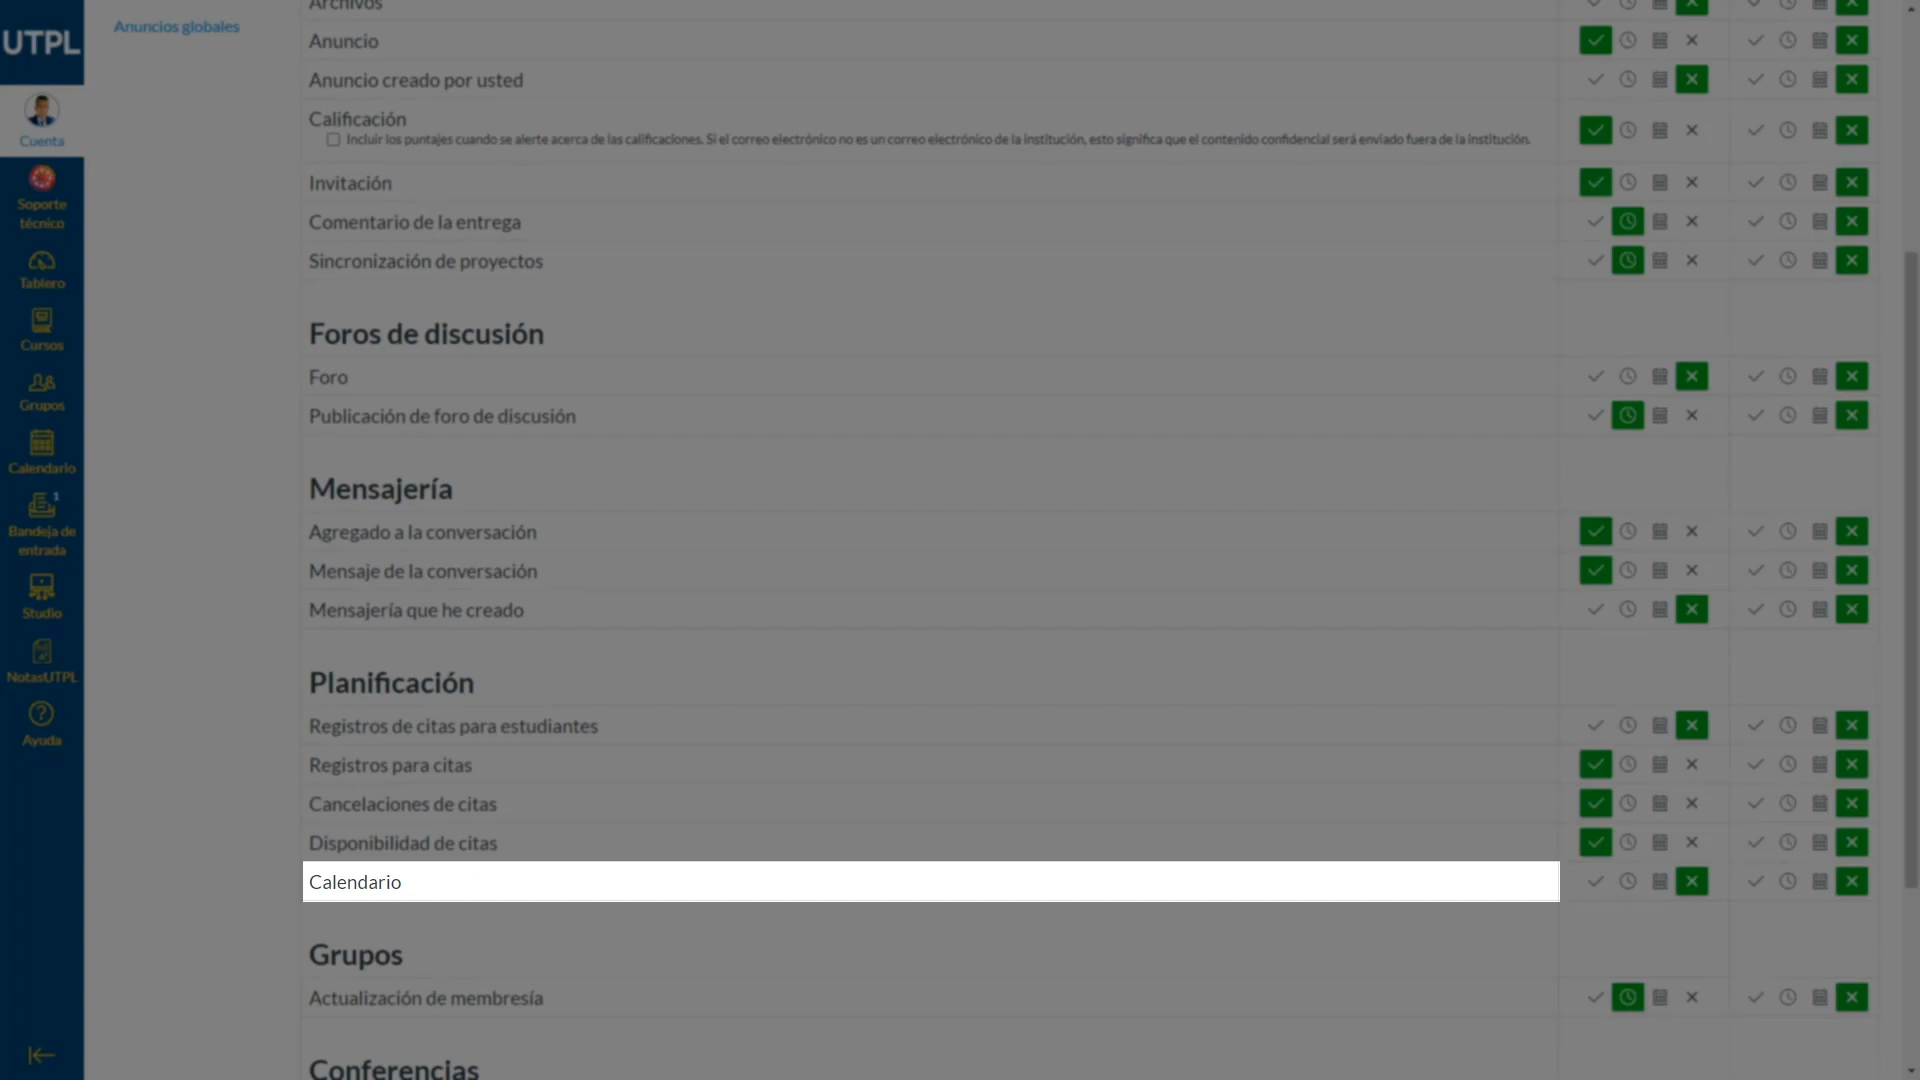 Archivos
UTPL
Anuncios globales
Anuncio
Anuncio creado por usted
Calificación
Incluir los puntajes cuando se alerte acerca de las calificaciones. Si el correo electrónico no es un correo electrónico de la institución, esto significa que el contenido confidencial será enviado fuera de la institución.
Cuenta
Invitación
Soporte
técnico
Comentario de la entrega
Sincronización de proyectos
Tablero
Foros de discusión
Cursos
Foro
Grupos
Publicación de foro de discusión
Calendario
Mensajería
1
Bandeja de
entrada
Agregado a la conversación
Mensaje de la conversación
Studio
Mensajería que he creado
NotasUTPL
Planificación
Ayuda
Registros de citas para estudiantes
Registros para citas
Cancelaciones de citas
Disponibilidad de citas
Calendario
Grupos
Actualización de membresía
Conferencias